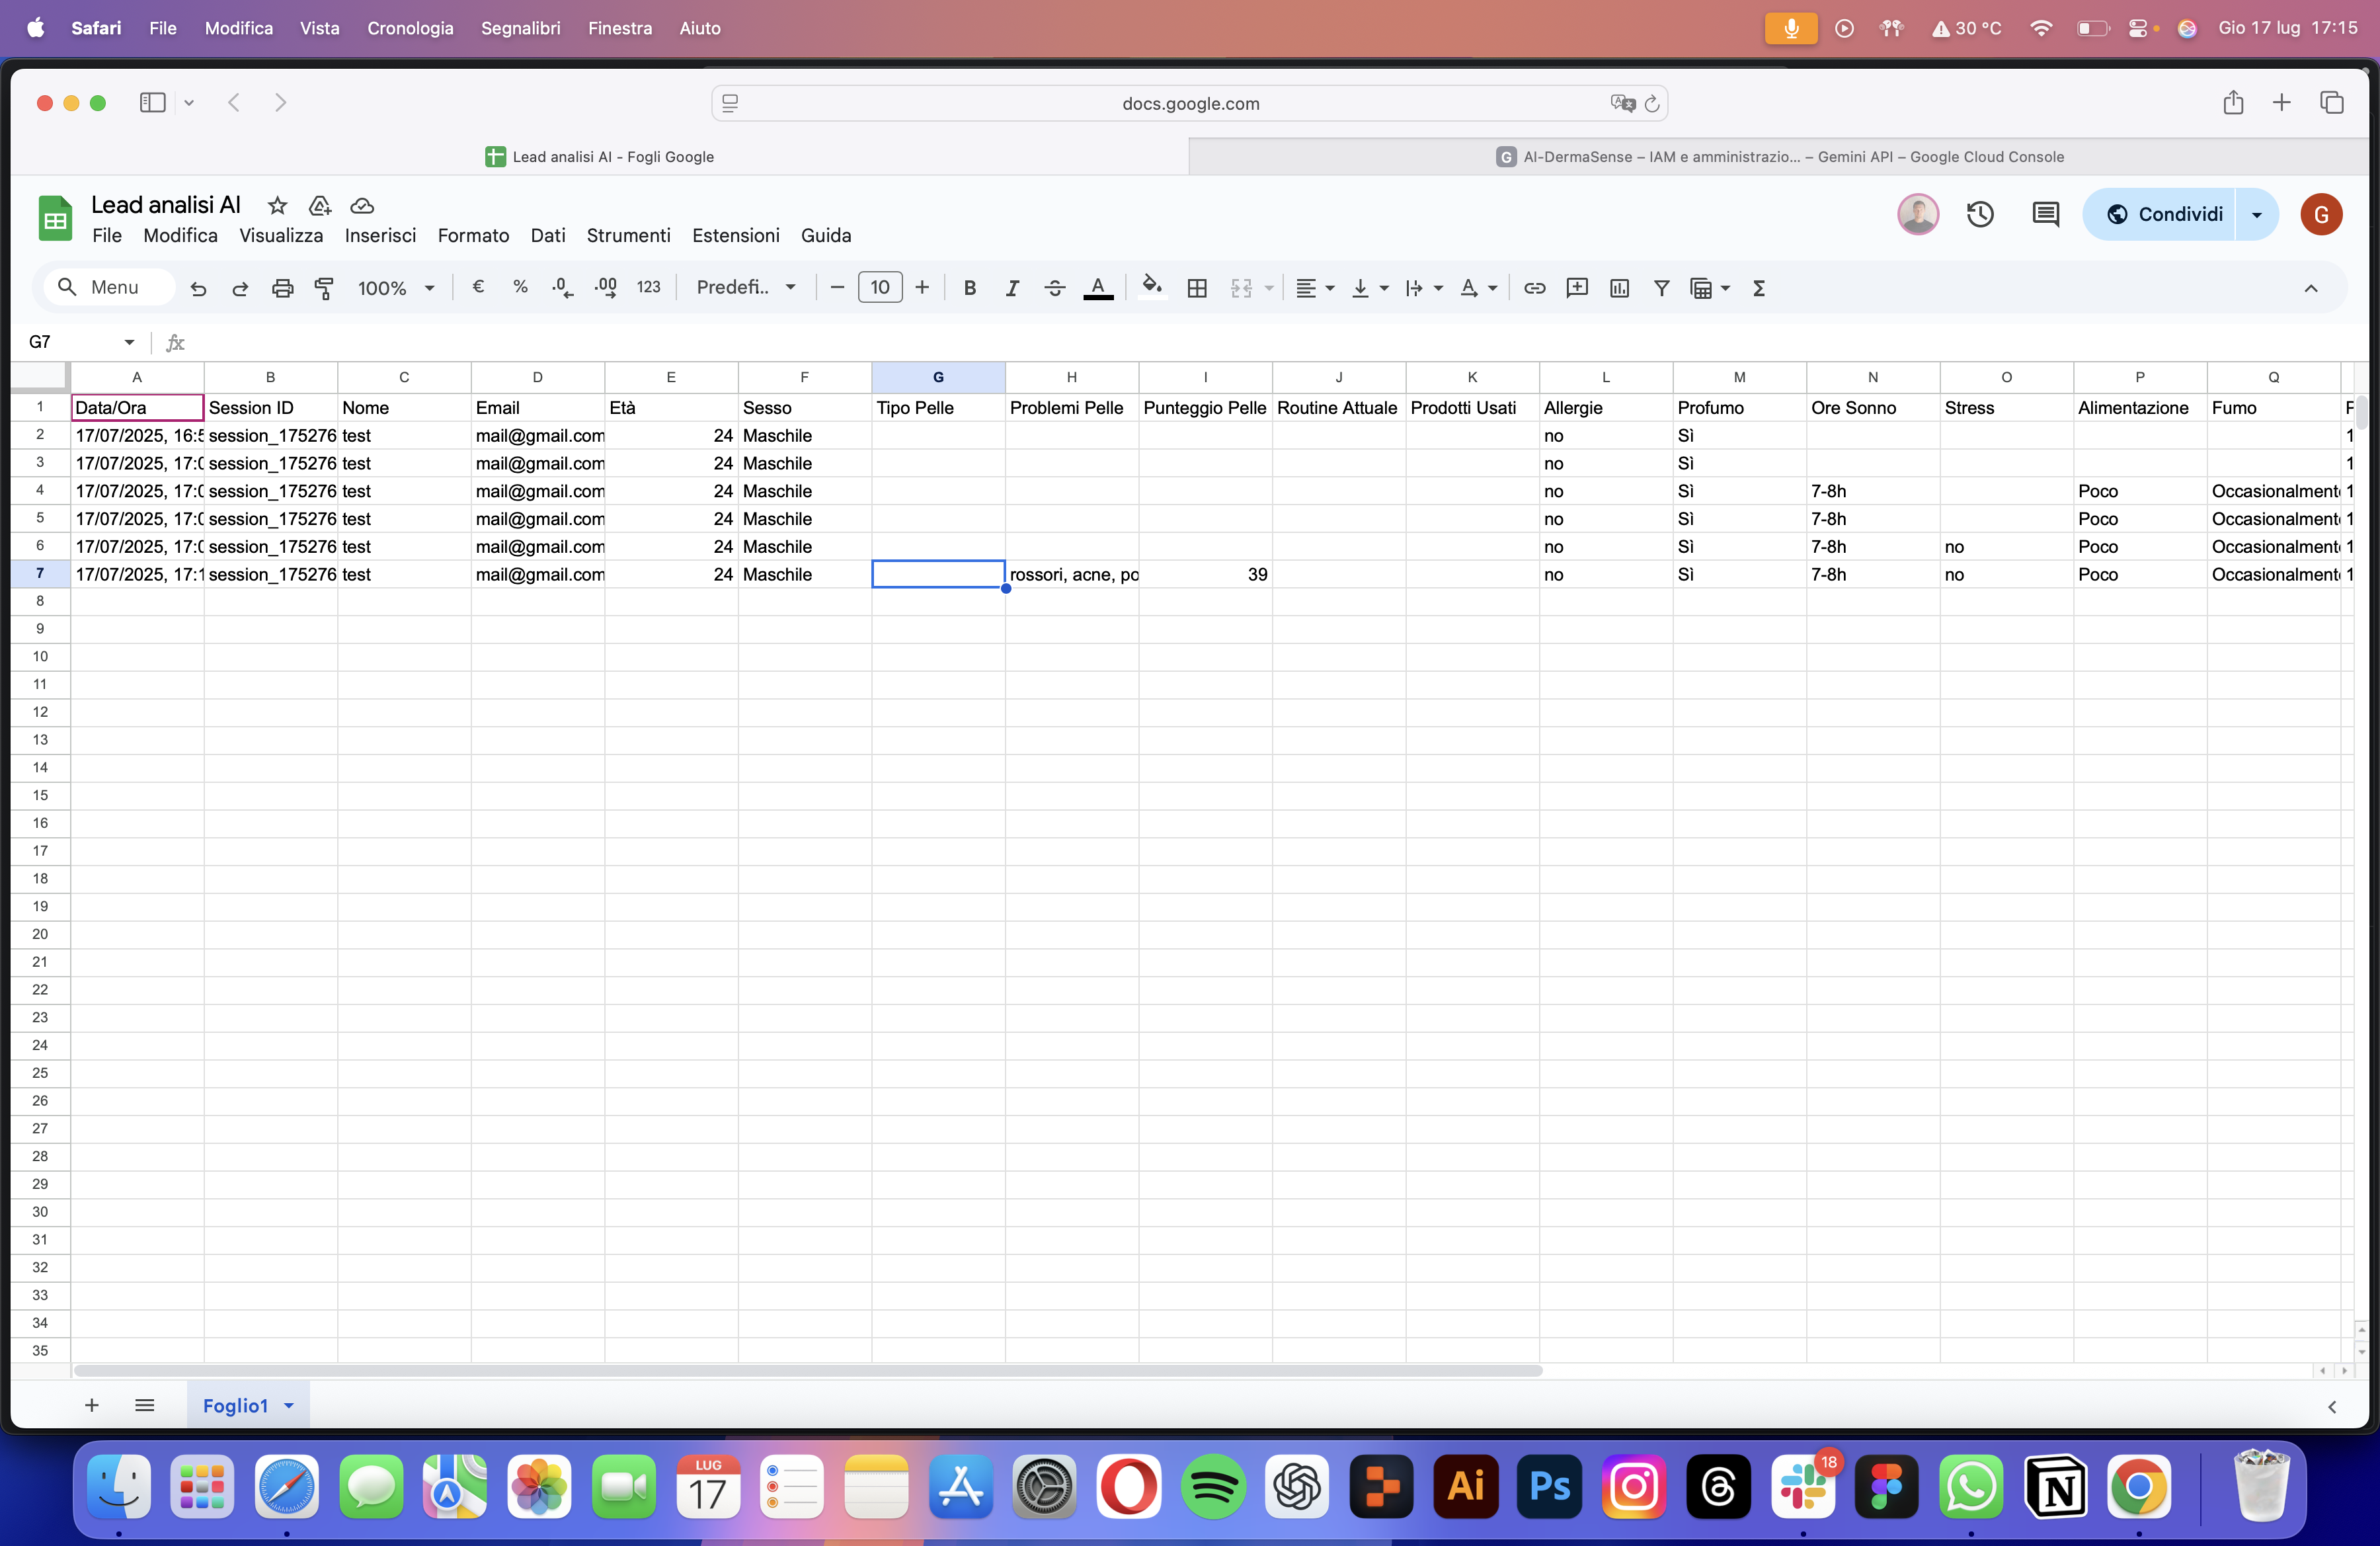 Safari File Modifica Vista Cronologia Segnalibri Finestra Aiuto 30 °C Gio 17 lug 17:15
docs.google.com
Lead analisi AI - Fogli Google G AI-DermaSense – IAM e amministrazio... – Gemini API – Google Cloud Console
Lead analisi AI
File Modifica Visualizza Inserisci Formato Dati Strumenti Estensioni Guida Condividi G
Menu 100% € % .0 .00 123 Predefi.. 10 B I S A A Σ
G7 fx
A B C D E F G H I J K L M N O P Q
1 Data/Ora Session ID Nome Email Età Sesso Tipo Pelle Problemi Pelle Punteggio Pelle Routine Attuale Prodotti Usati Allergie Profumo Ore Sonno Stress Alimentazione Fumo
2 17/07/2025, 16:5 session_175276 test mail@gmail.com 24 Maschile no Sì 1
3 17/07/2025, 17:0 session_175276 test mail@gmail.com 24 Maschile no Sì 1
4 17/07/2025, 17:0 session_175276 test mail@gmail.com 24 Maschile no Sì 7-8h Poco Occasionalment 1
5 17/07/2025, 17:0 session_175276 test mail@gmail.com 24 Maschile no Sì 7-8h Poco Occasionalment 1
6 17/07/2025, 17:0 session_175276 test mail@gmail.com 24 Maschile no Sì 7-8h no Poco Occasionalment 1
7 17/07/2025, 17:1 session_175276 test mail@gmail.com 24 Maschile rossori, acne, po 39 no Sì 7-8h no Poco Occasionalment 1
8
9
10
11
12
13
14
15
16
17
18
19
20
21
22
23
24
25
26
27
28
29
30
31
32
33
34
35
Foglio1
LUG
17
Ai
Ps
18